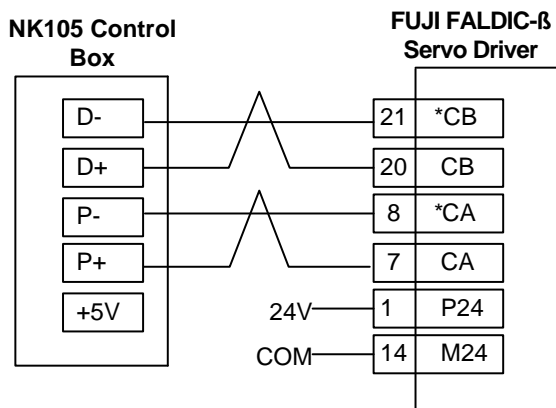 NK105 Control
Box
FUJI FALDIC-ß
Servo Driver
D-
21 *CB
D+
20 CB
P-
8 *CA
P+
7 CA
+5V
24V 1 P24
COM 14 M24